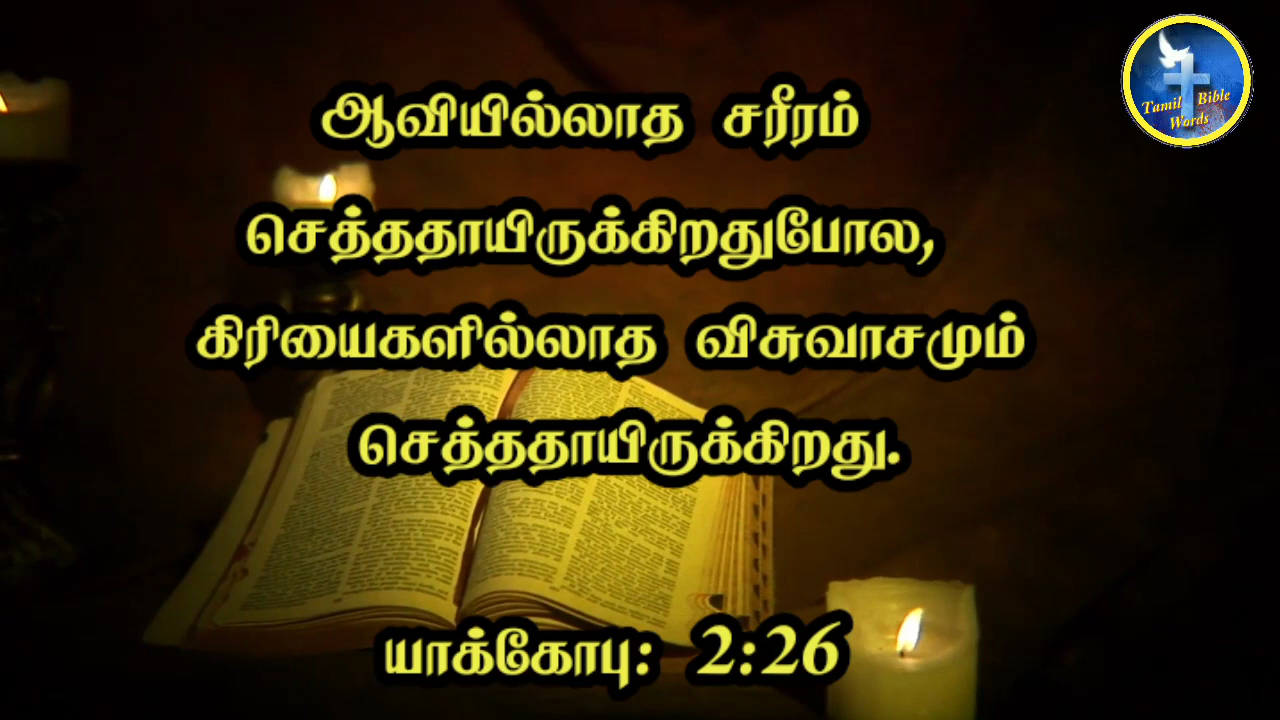 ஆவியில்லாத சரீரம்
செத்ததாயிருக்கிறதுபோல,
கிரியைகளில்லாத விசுவாசமும்
செத்ததாயிருக்கிறது.
யாக்கோபு: 2:26
Tamil Bible
Words